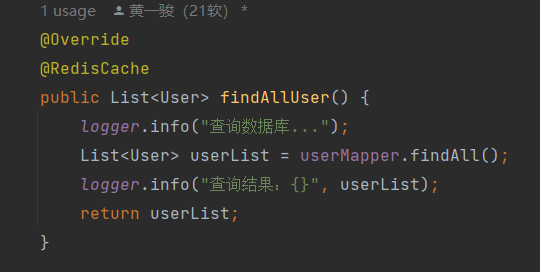 1 usage 黄一骏（21软） *
@Override
@RedisCache
public List<User> findAllUser() {
    logger.info("查询数据库...");
    List<User> userList = userMapper.findAll();
    logger.info("查询结果：{}", userList);
    return userList;
}